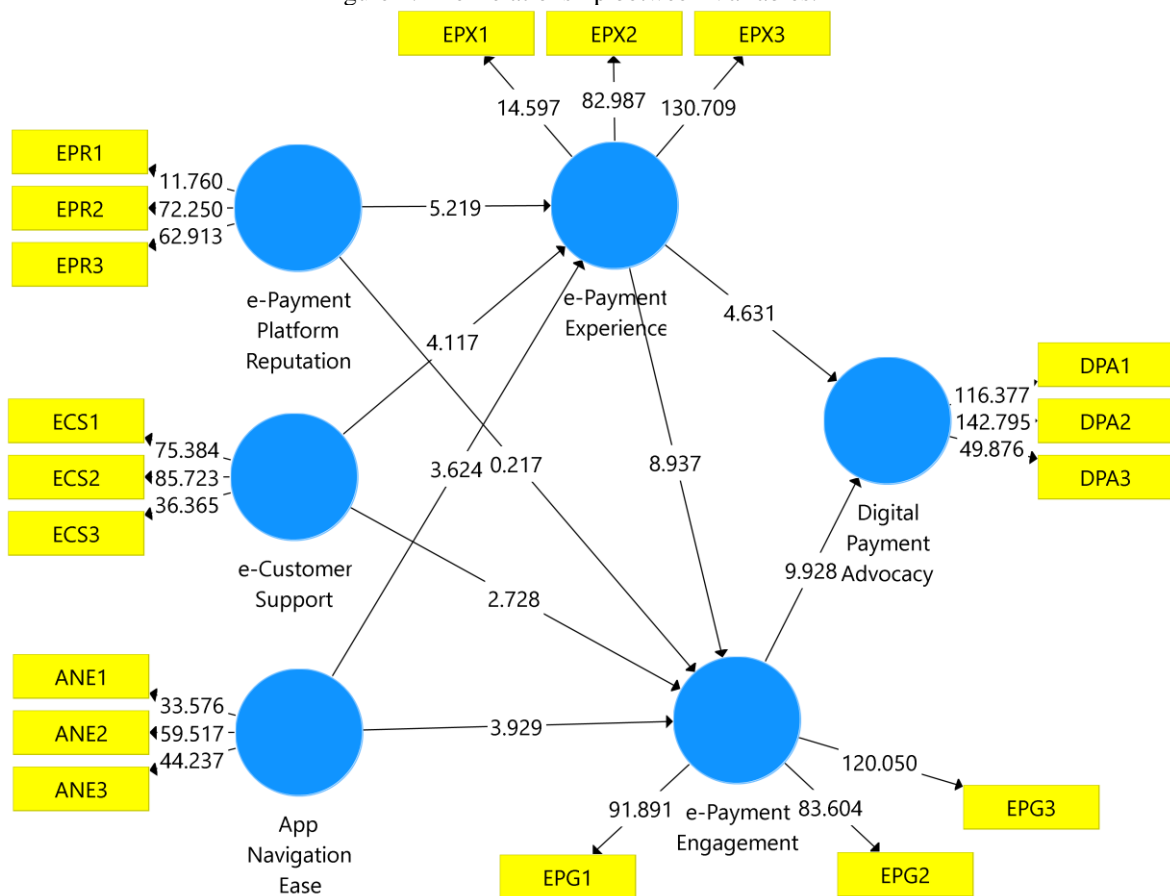 EPX1
EPX2
EPX3
14.597
82.987
130.709
EPR1
EPR2
EPR3
11.760
72.250
62.913
5.219
e-Payment
Platform
Reputation
e-Payment
Experience
4.117
4.631
ECS1
ECS2
ECS3
75.384
85.723
36.365
3.624
0.217
8.937
DPA1
DPA2
DPA3
116.377
142.795
49.876
e-Customer
Support
Digital
Payment
Advocacy
2.728
9.928
ANE1
ANE2
ANE3
33.576
59.517
44.237
3.929
App
Navigation
Ease
e-Payment
Engagement
91.891
83.604
120.050
EPG1
EPG2
EPG3